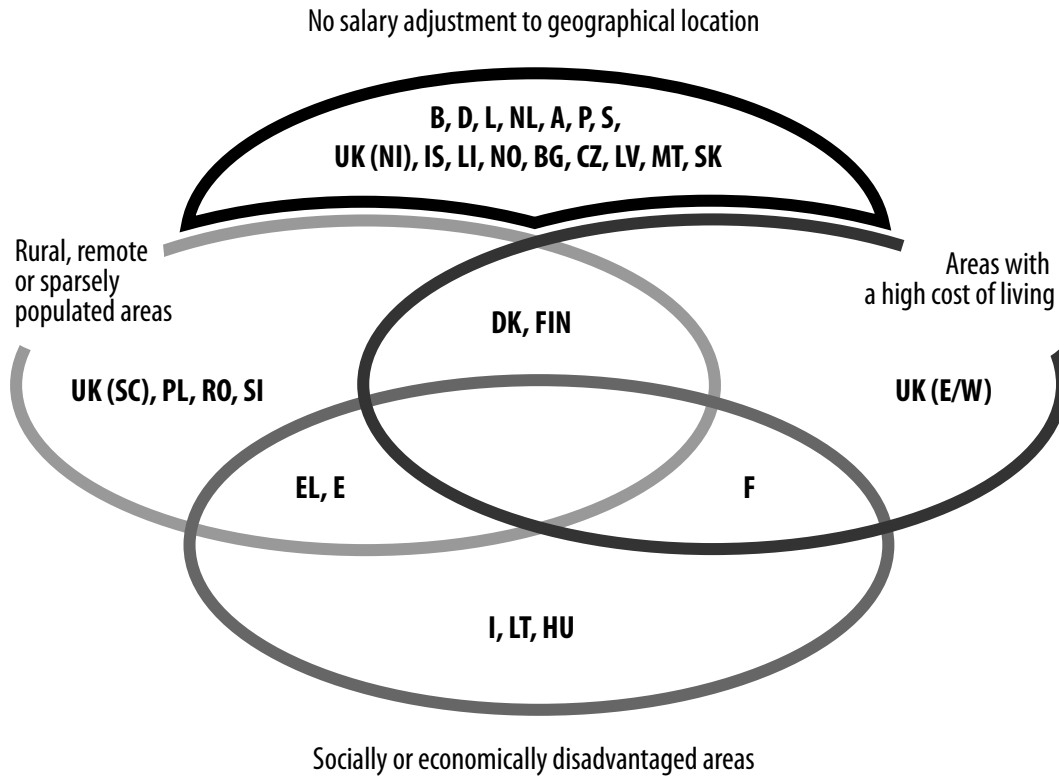 No salary adjustment to geographical location
B, D, L, NL, A, P, S,
UK (NI), IS, LI, NO, BG, CZ, LV, MT, SK
Rural, remote
or sparsely
populated areas
Areas with
a high cost of living
DK, FIN
UK (SC), PL, RO, SI
UK (E/W)
EL, E
F
I, LT, HU
Socially or economically disadvantaged areas